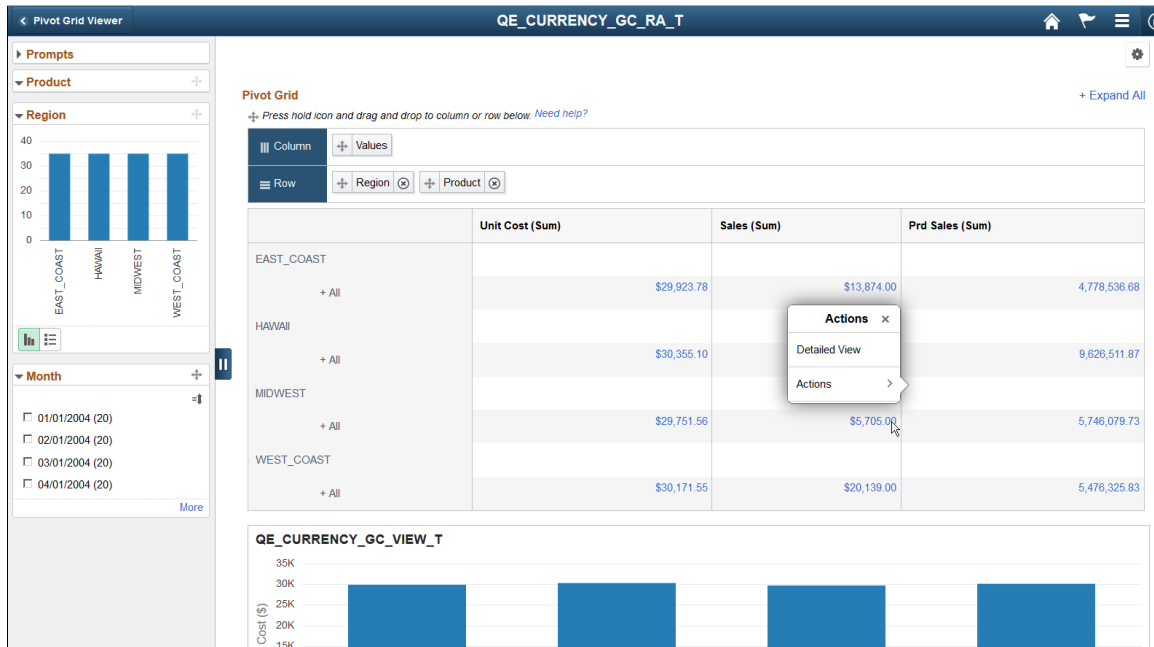 Pivot Grid Viewer
QE_CURRENCY_GC_RA_T
Prompts
Product
Region
40
30
20
10
0
EAST_COAST
HAWAII
MIDWEST
WEST_COAST
Month
01/01/2004 (20)
02/01/2004 (20)
03/01/2004 (20)
04/01/2004 (20)
More
Pivot Grid
+ Expand All
Press hold icon and drag and drop to column or row below. Need help?
Column Values
Row Region Product
Unit Cost (Sum) Sales (Sum) Prd Sales (Sum)
EAST_COAST
+ All $29,923.78 $13,874.00 4,778,536.68
HAWAII
+ All $30,355.10 9,626,511.87
MIDWEST
+ All $29,751.56 $5,705.00 5,746,079.73
WEST_COAST
+ All $30,171.55 $20,139.00 5,476,325.83
Actions ×
Detailed View
Actions
QE_CURRENCY_GC_VIEW_T
35K
30K
25K
20K
15K
Cost ($)